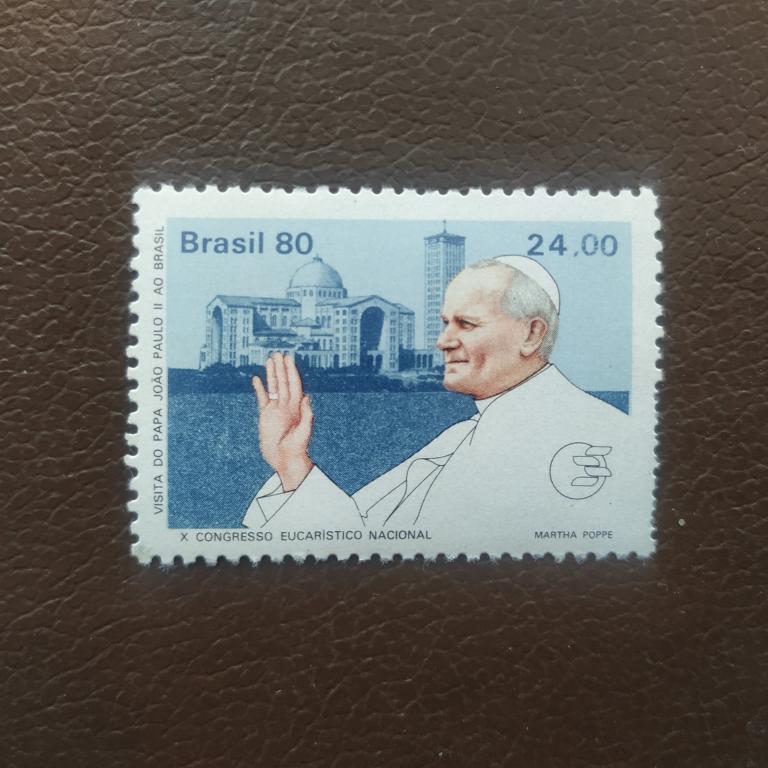 Brasil 80
24,00
VISITA DO PAPA JOÃO PAULO II AO BRASIL
X CONGRESSO EUCARÍSTICO NACIONAL
MARTHA POPPE